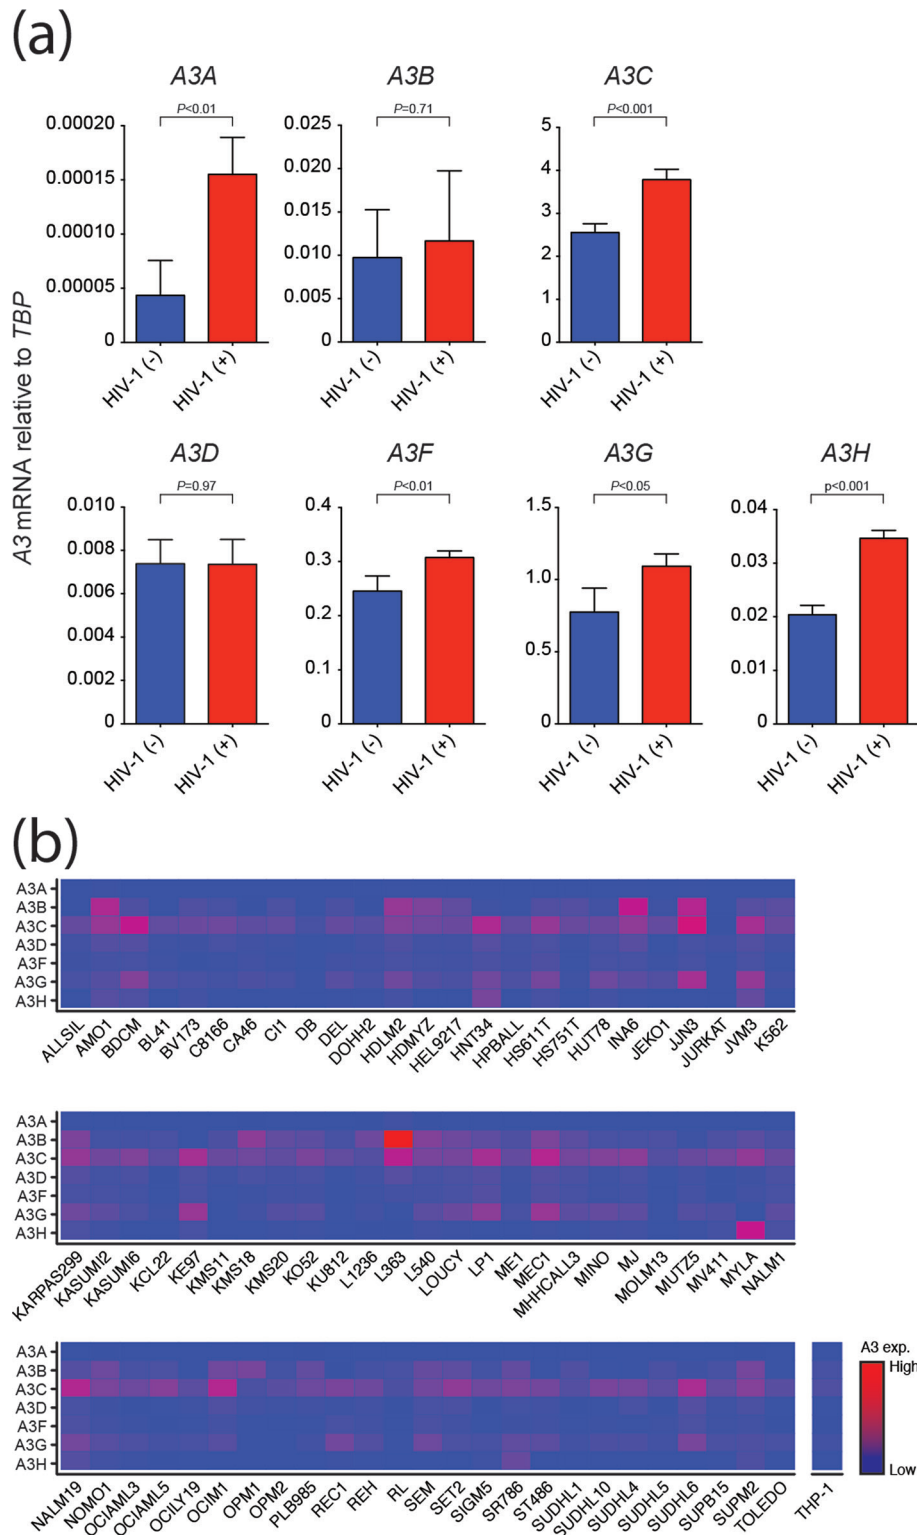 (a)
A3A A3B A3C
P<0.01 P=0.71 P<0.001
0.00020
0.00015
0.00010
0.00005
0
0.025
0.020
0.015
0.010
0.005
0
5
4
3
2
1
0
HIV-1 (-) HIV-1 (+) HIV-1 (-) HIV-1 (+) HIV-1 (-) HIV-1 (+)
A3 mRNA relative to TBP
A3D A3F A3G A3H
P=0.97 P<0.01 P<0.05 p<0.001
0.010
0.008
0.006
0.004
0.002
0
0.4
0.3
0.2
0.1
0
1.5
1.0
0.5
0
0.04
0.03
0.02
0.01
0
HIV-1 (-) HIV-1 (+) HIV-1 (-) HIV-1 (+) HIV-1 (-) HIV-1 (+) HIV-1 (-) HIV-1 (+)
(b)
A3A
A3B
A3C
A3D
A3F
A3G
A3H
ALLSIL AMO1 BDCM BL41 BV173 C8166 CA46 CI1 DB DEL DOHH2 HDLM2 HDMYZ HEL9217 HNT34 HPBALL HS611T HS751T HUT78 INA6 JEKO1 JJN3 JURKAT JVM3 K562
A3A
A3B
A3C
A3D
A3F
A3G
A3H
KARPAS299 KASUMI2 KASUMI6 KCL22 KE97 KMS11 KMS18 KMS20 KO52 KU812 L1236 L363 L540 LOUCY LP1 ME1 MEC1 MHHCALL3 MINO MJ MOLM13 MUTZ5 MV411 MYLA NALM1
A3A
A3B
A3C
A3D
A3F
A3G
A3H
NALM19 NOMO1 OCIAML3 OCIAML5 OCILY19 OCIM1 OPM1 OPM2 PLB985 REC1 REH RL SEM SET2 SIGM5 SR786 ST486 SUDHL1 SUDHL10 SUDHL4 SUDHL5 SUDHL6 SUPB15 SUPM2 TOLEDO THP-1
A3 exp.
High
Low